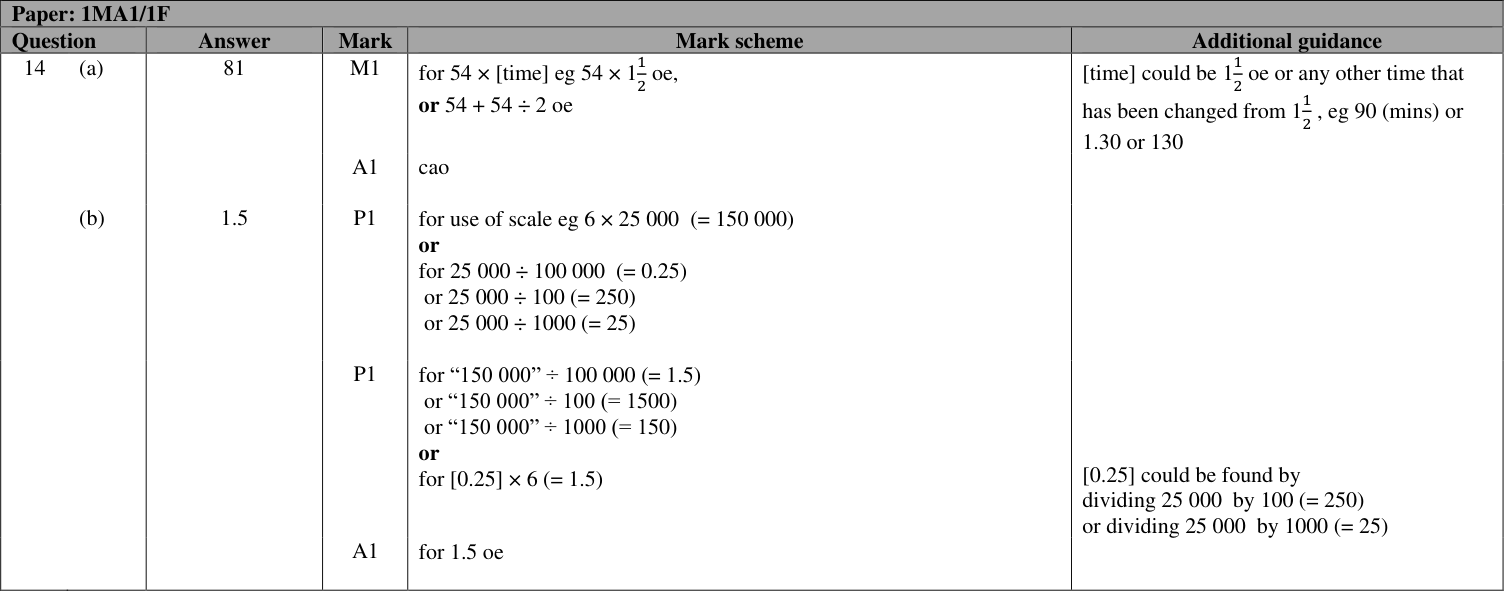 Paper: 1MA1/1F
Question Answer Mark Mark scheme Additional guidance
14 (a) 81 M1 for 54 × [time] eg 54 × 1 1/2 oe, [time] could be 1 1/2 oe or any other time that
or 54 + 54 ÷ 2 oe has been changed from 1 1/2 , eg 90 (mins) or
1.30 or 130
A1 cao
(b) 1.5 P1 for use of scale eg 6 × 25 000 (= 150 000)
or
for 25 000 ÷ 100 000 (= 0.25)
or 25 000 ÷ 100 (= 250)
or 25 000 ÷ 1000 (= 25)
P1 for “150 000” ÷ 100 000 (= 1.5)
or “150 000” ÷ 100 (= 1500)
or “150 000” ÷ 1000 (= 150)
or
for [0.25] × 6 (= 1.5) [0.25] could be found by
dividing 25 000 by 100 (= 250)
or dividing 25 000 by 1000 (= 25)
A1 for 1.5 oe